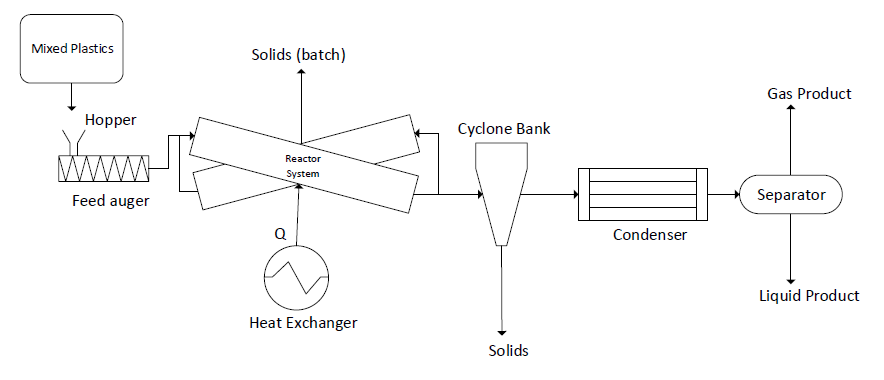 Mixed Plastics
Hopper
Feed auger
Solids (batch)
Reactor
System
Q
Heat Exchanger
Cyclone Bank
Solids
Condenser
Gas Product
Separator
Liquid Product